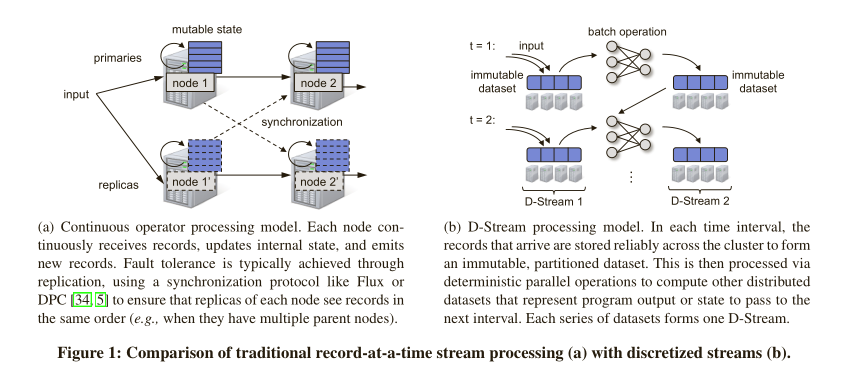 mutable state
primaries
node 1
node 2
input
synchronization
node 1'
node 2'
replicas
(a) Continuous operator processing model. Each node con-
tinuously receives records, updates internal state, and emits
new records. Fault tolerance is typically achieved through
replication, using a synchronization protocol like Flux or
DPC [34, 5] to ensure that replicas of each node see records in
the same order (e.g., when they have multiple parent nodes).
batch operation
t = 1:
input
immutable
dataset
immutable
dataset
t = 2:
⋮
D-Stream 1
D-Stream 2
(b) D-Stream processing model. In each time interval, the
records that arrive are stored reliably across the cluster to form
an immutable, partitioned dataset. This is then processed via
deterministic parallel operations to compute other distributed
datasets that represent program output or state to pass to the
next interval. Each series of datasets forms one D-Stream.
Figure 1: Comparison of traditional record-at-a-time stream processing (a) with discretized streams (b).